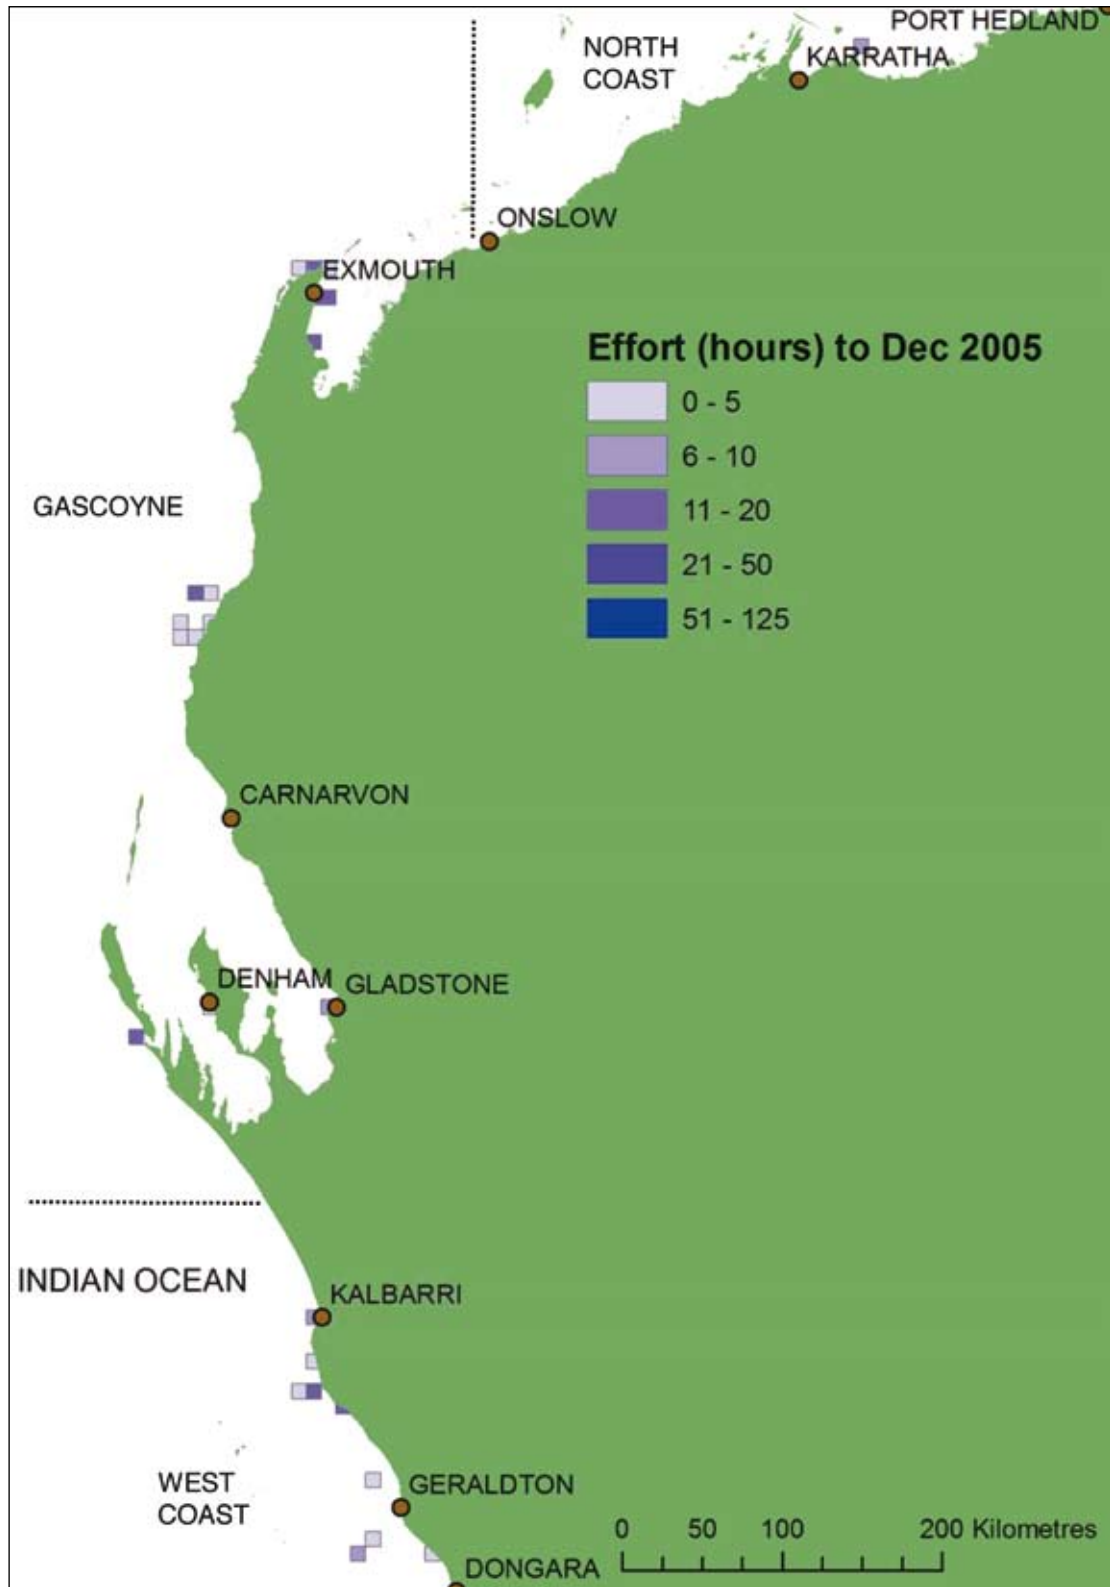 PORT HEDLAND
NORTH
COAST
KARRATHA
ONSLOW
EXMOUTH
Effort (hours) to Dec 2005
0 - 5
6 - 10
11 - 20
21 - 50
51 - 125
GASCOYNE
CARNARVON
DENHAM
GLADSTONE
INDIAN OCEAN
KALBARRI
WEST
COAST
GERALDTON
0 50 100 200 Kilometres
DONGARA